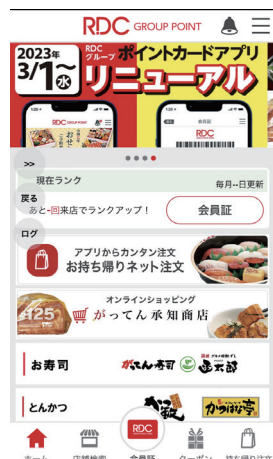 RDC GROUP POINT
2023年
3/1～水
RDC
グループ
ポイントカードアプリ
リニューアル
RDC
>>
現在ランク
毎月--日更新
戻る
あと-回来店でランクアップ！
会員証
ログ
アプリからカンタン注文
お持ち帰りネット注文
オンラインショッピング
がってん承知商店
お寿司
がってん寿司
函太郎
とんかつ
かつ敏
かつはな亭
RDC
ホーム
店舗検索
会員証
クーポン
持ち帰り注文